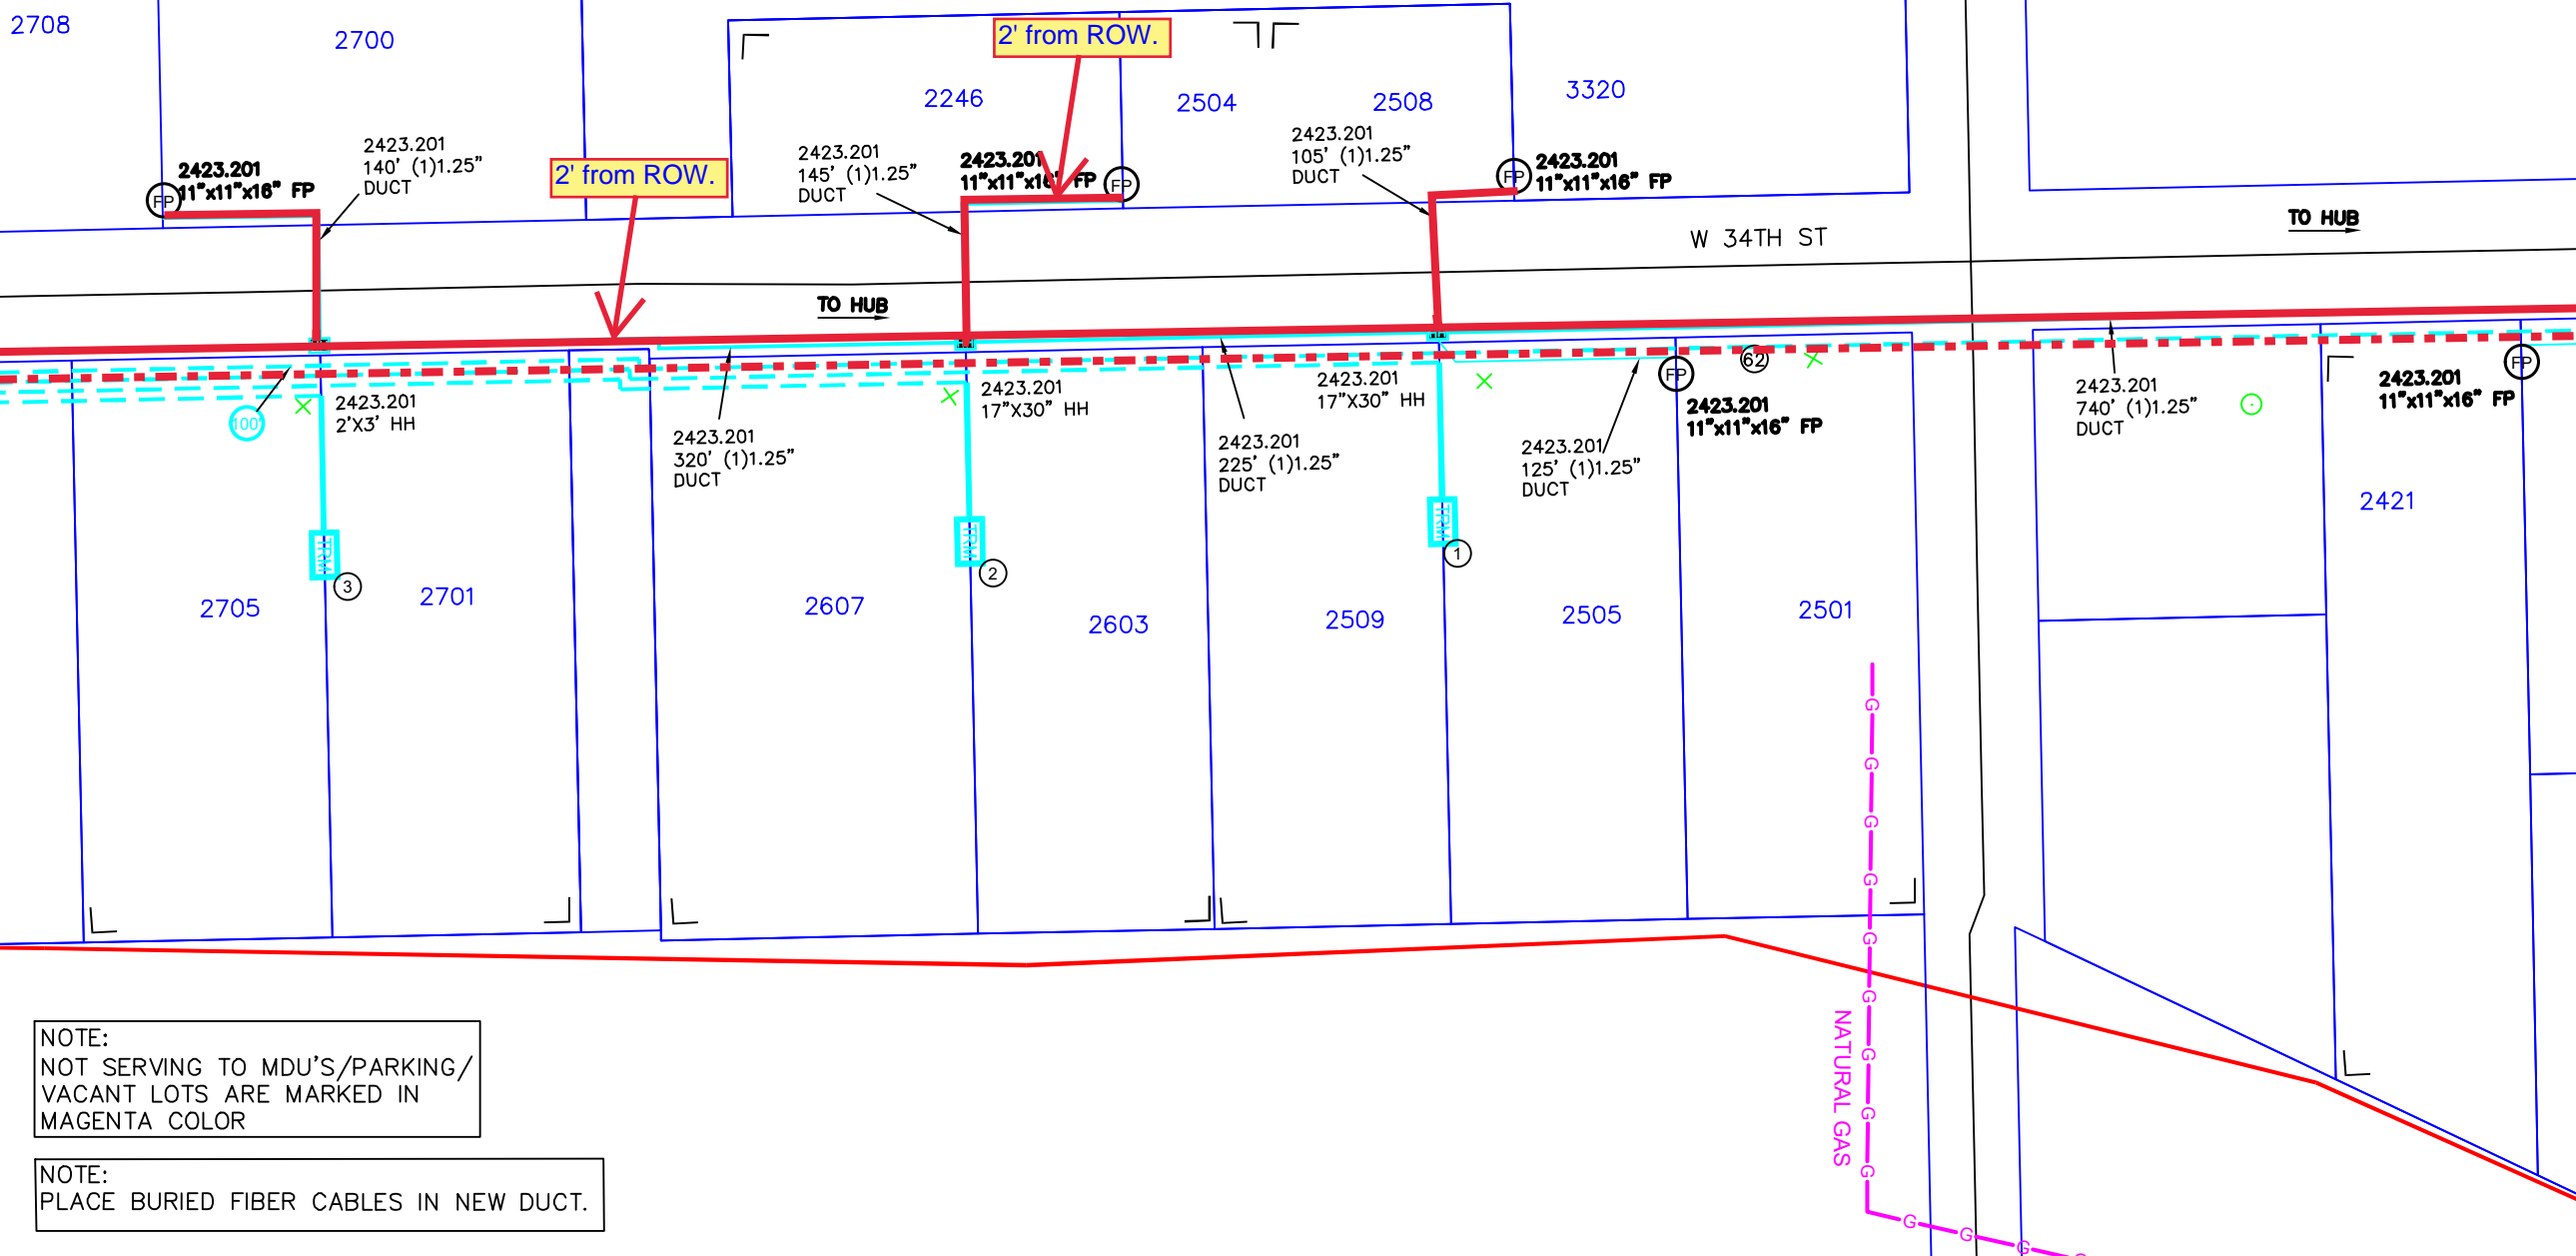 2708
2700
2' from ROW.
2246
2504
2508
3320
2423.201
140' (1)1.25"
DUCT
2423.201
11"x11"x16" FP
FP
2' from ROW.
2423.201
145' (1)1.25"
DUCT
2423.201
11"x11"x16" FP
FP
2423.201
105' (1)1.25"
DUCT
FP
2423.201
11"x11"x16" FP
W 34TH ST
TO HUB
TO HUB
100'
2423.201
2'X3' HH
2423.201
320' (1)1.25"
DUCT
2423.201
17"X30" HH
2423.201
225' (1)1.25"
DUCT
2423.201
17"X30" HH
2423.201
125' (1)1.25"
DUCT
FP
62
2423.201
11"x11"x16" FP
2423.201
740' (1)1.25"
DUCT
2423.201
11"x11"x16" FP
FP
2421
TRM
3
TRM
2
TRM
1
2705
2701
2607
2603
2509
2505
2501
G
G
G
G
G
G
G
G
G
NATURAL GAS
G
G
G
NOTE:
NOT SERVING TO MDU'S/PARKING/
VACANT LOTS ARE MARKED IN
MAGENTA COLOR
NOTE:
PLACE BURIED FIBER CABLES IN NEW DUCT.